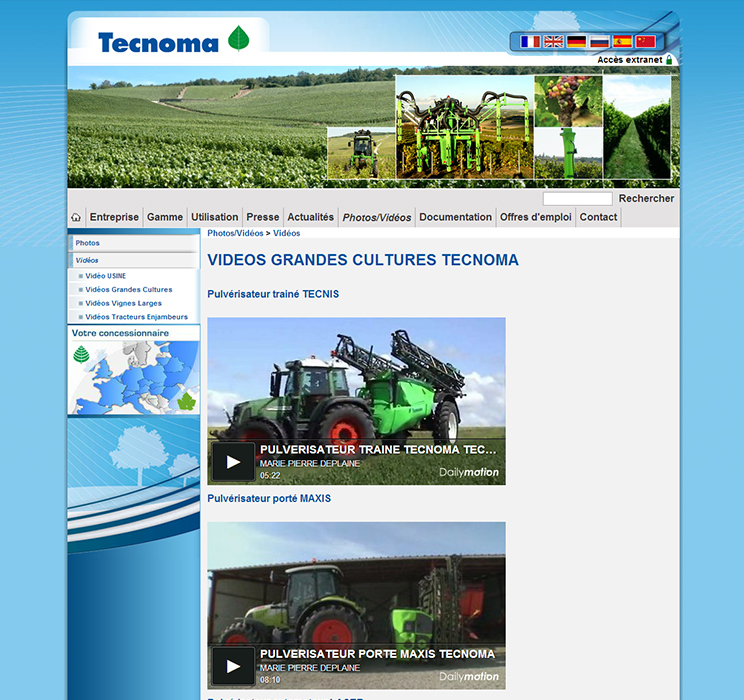 Tecnoma
Accès extranet
Rechercher
Entreprise Gamme Utilisation Presse Actualités Photos/Vidéos Documentation Offres d'emploi Contact
Photos/Vidéos > Vidéos
Photos
Vidéos
Vidéo USINE
Vidéos Grandes Cultures
Vidéos Vignes Larges
Vidéos Tracteurs Enjambeurs
Votre concessionnaire
VIDEOS GRANDES CULTURES TECNOMA
Pulvérisateur trainé TECNIS
PULVERISATEUR TRAINE TECNOMA TEC...
MARIE PIERRE DEPLAINE
05:22
Dailymotion
Pulvérisateur porté MAXIS
PULVERISATEUR PORTE MAXIS TECNOMA
MARIE PIERRE DEPLAINE
08:10
Dailymotion